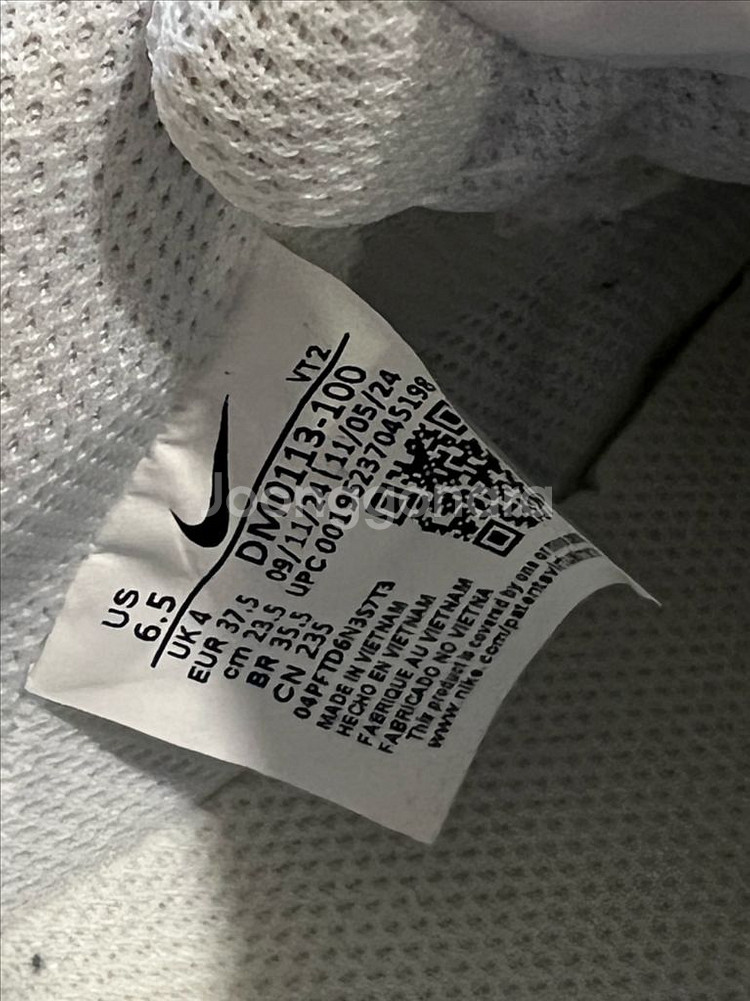 VT2
US
6.5
UK 4
EUR 37.5
cm 23.5
BR 35.5
CN 235
DM0113-100
09/11/24 | 11/05/24
UPC 00195237045198
04PFTD6N3S7T3
MADE IN VIETNAM
HECHO EN VIETNAM
FABRIQUE AU VIETNAM
FABRICADO NO VIETNA
This product is covered by one or
www.nike.com/patents
Joonggonara